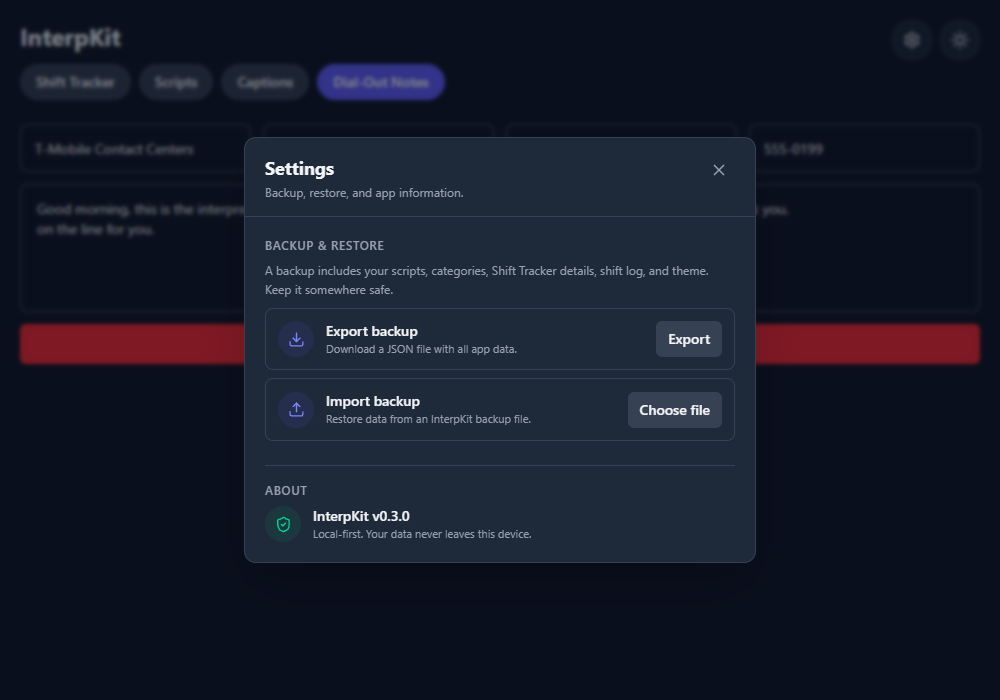 InterpKit
Shift Tracker Scripts Captions Dial-Out Notes
T-Mobile Contact Centers 555-0199
Good morning, this is the you.
on the line for you.
Settings
Backup, restore, and app information.
BACKUP & RESTORE
A backup includes your scripts, categories, Shift Tracker details, shift log, and theme.
Keep it somewhere safe.
Export backup
Download a JSON file with all app data.
Export
Import backup
Restore data from an InterpKit backup file.
Choose file
ABOUT
InterpKit v0.3.0
Local-first. Your data never leaves this device.